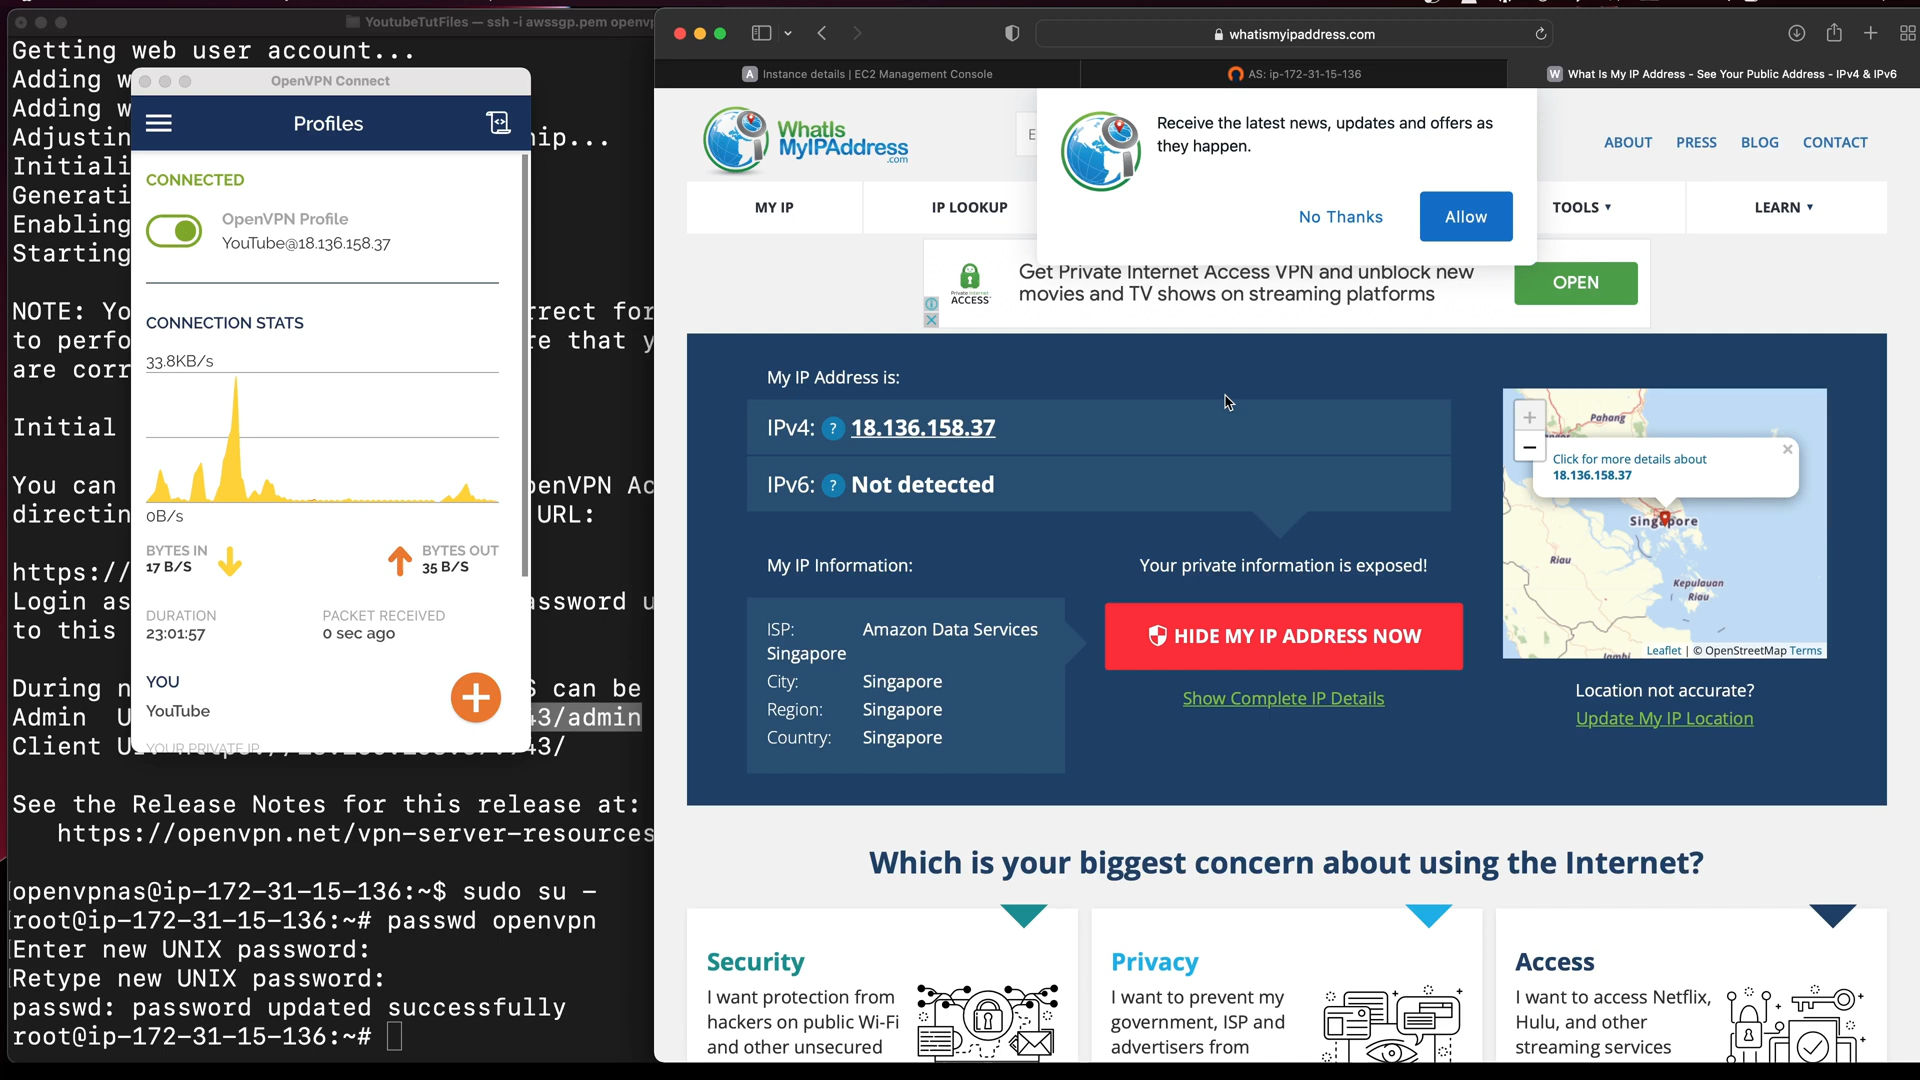 YoutubeTutFiles — ssh -i awssgp.pem openvp
Getting web user account...
Adding w
Adding w
Adjustin
hip...
Initiali
Generati
Enabling
Starting
NOTE: Yo
rrect for
to perfo
re that y
are corr
Initial
You can
penVPN Ac
directin
URL:
https://
Login as
assword u
to this
During n
S can be
Admin U
43/admin
Client U
43/
See the Release Notes for this release at:
https://openvpn.net/vpn-server-resources
openvpnas@ip-172-31-15-136:~$ sudo su -
root@ip-172-31-15-136:~# passwd openvpn
Enter new UNIX password:
Retype new UNIX password:
passwd: password updated successfully
root@ip-172-31-15-136:~#
OpenVPN Connect
Profiles
CONNECTED
OpenVPN Profile
YouTube@18.136.158.37
CONNECTION STATS
33.8KB/s
0B/s
BYTES IN
17 B/S
BYTES OUT
35 B/S
DURATION
23:01:57
PACKET RECEIVED
0 sec ago
YOU
YouTube
YOUR PRIVATE IP
whatismyipaddress.com
A Instance details | EC2 Management Console
AS: ip-172-31-15-136
W What Is My IP Address - See Your Public Address - IPv4 & IPv6
WhatIs
MyIPAddress
.com
E
Receive the latest news, updates and offers as
they happen.
No Thanks
Allow
ABOUT
PRESS
BLOG
CONTACT
MY IP
IP LOOKUP
TOOLS ▾
LEARN ▾
Private Internet
ACCESS
Get Private Internet Access VPN and unblock new
movies and TV shows on streaming platforms
OPEN
My IP Address is:
IPv4: ? 18.136.158.37
IPv6: ? Not detected
My IP Information:
ISP: Amazon Data Services
Singapore
City: Singapore
Region: Singapore
Country: Singapore
Your private information is exposed!
HIDE MY IP ADDRESS NOW
Show Complete IP Details
+
−
Pahang
Click for more details about
18.136.158.37
×
Singapore
Riau
Kepulauan
Riau
Jambi
Leaflet | © OpenStreetMap Terms
Location not accurate?
Update My IP Location
Which is your biggest concern about using the Internet?
Security
I want protection from
hackers on public Wi-Fi
and other unsecured
Privacy
I want to prevent my
government, ISP and
advertisers from
Access
I want to access Netflix,
Hulu, and other
streaming services